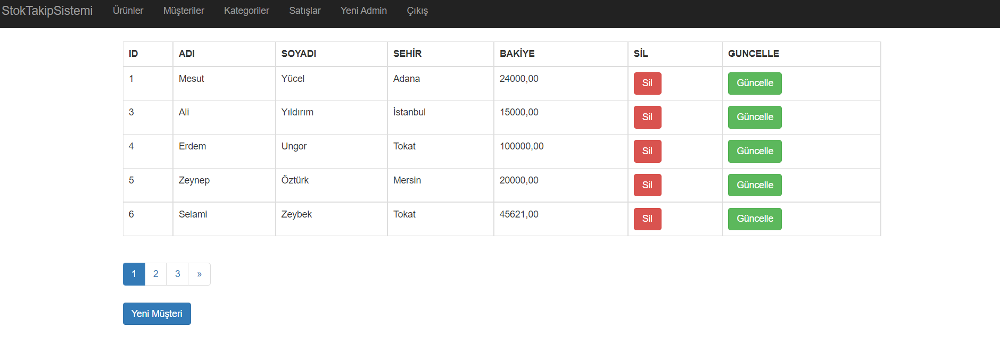 StokTakipSistemi Ürünler Müşteriler Kategoriler Satışlar Yeni Admin Çıkış
ID ADI SOYADI SEHİR BAKİYE SİL GUNCELLE
1 Mesut Yücel Adana 24000,00 Sil Güncelle
3 Ali Yıldırım İstanbul 15000,00 Sil Güncelle
4 Erdem Ungor Tokat 100000,00 Sil Güncelle
5 Zeynep Öztürk Mersin 20000,00 Sil Güncelle
6 Selami Zeybek Tokat 45621,00 Sil Güncelle
1 2 3 »
Yeni Müşteri